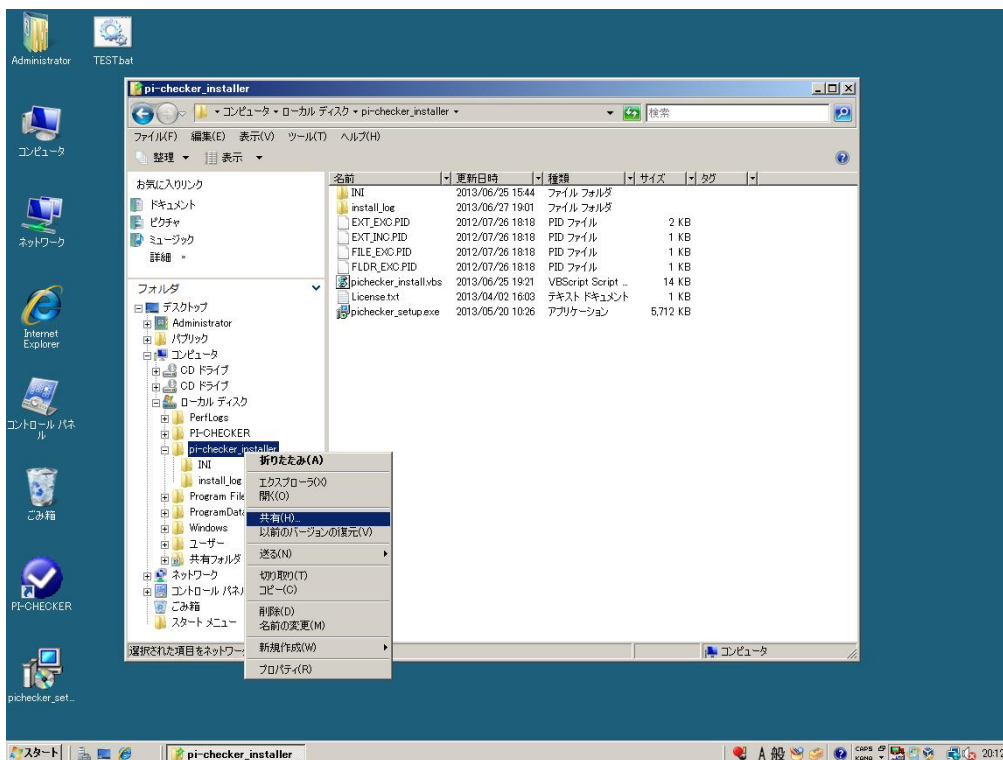 Administrator
TEST.bat
コンピュータ
ネットワーク
Internet
Explorer
コントロール パネ
ル
ごみ箱
PI-CHECKER
pichecker_set...
pi-checker_installer
コンピュータ ローカル ディスク pi-checker_installer
検索
ファイル(F) 編集(E) 表示(V) ツール(T) ヘルプ(H)
整理 表示
お気に入りリンク
ドキュメント
ピクチャ
ミュージック
詳細 »
フォルダ
デスクトップ
Administrator
パブリック
コンピュータ
CD ドライブ
CD ドライブ
ローカル ディスク
PerfLogs
PI-CHECKER
pi-checker_installer
INI
install_log
Program File
ProgramData
Windows
ユーザー
共有フォルダ
ネットワーク
コントロール パネ
ごみ箱
スタート メニュー
名前 更新日時 種類 サイズ タグ
INI 2013/06/25 15:44 ファイル フォルダ
install_log 2013/06/27 19:01 ファイル フォルダ
EXT_EXC.PID 2012/07/26 18:18 PID ファイル 2 KB
EXT_INC.PID 2012/07/26 18:18 PID ファイル 1 KB
FILE_EXC.PID 2012/07/26 18:18 PID ファイル 1 KB
FLDR_EXC.PID 2012/07/26 18:18 PID ファイル 1 KB
pichecker_install.vbs 2013/06/25 19:21 VBScript Script ... 14 KB
License.txt 2013/04/02 16:03 テキスト ドキュメント 1 KB
pichecker_setup.exe 2013/05/20 10:26 アプリケーション 5,712 KB
折りたたみ(A)
エクスプローラ(X)
開く(O)
共有(H)...
以前のバージョンの復元(V)
送る(N)
切り取り(T)
コピー(C)
削除(D)
名前の変更(M)
新規作成(W)
プロパティ(R)
選択された項目をネットワー
コンピュータ
スタート
pi-checker_installer
A 般
CAPS
KANA
20:12